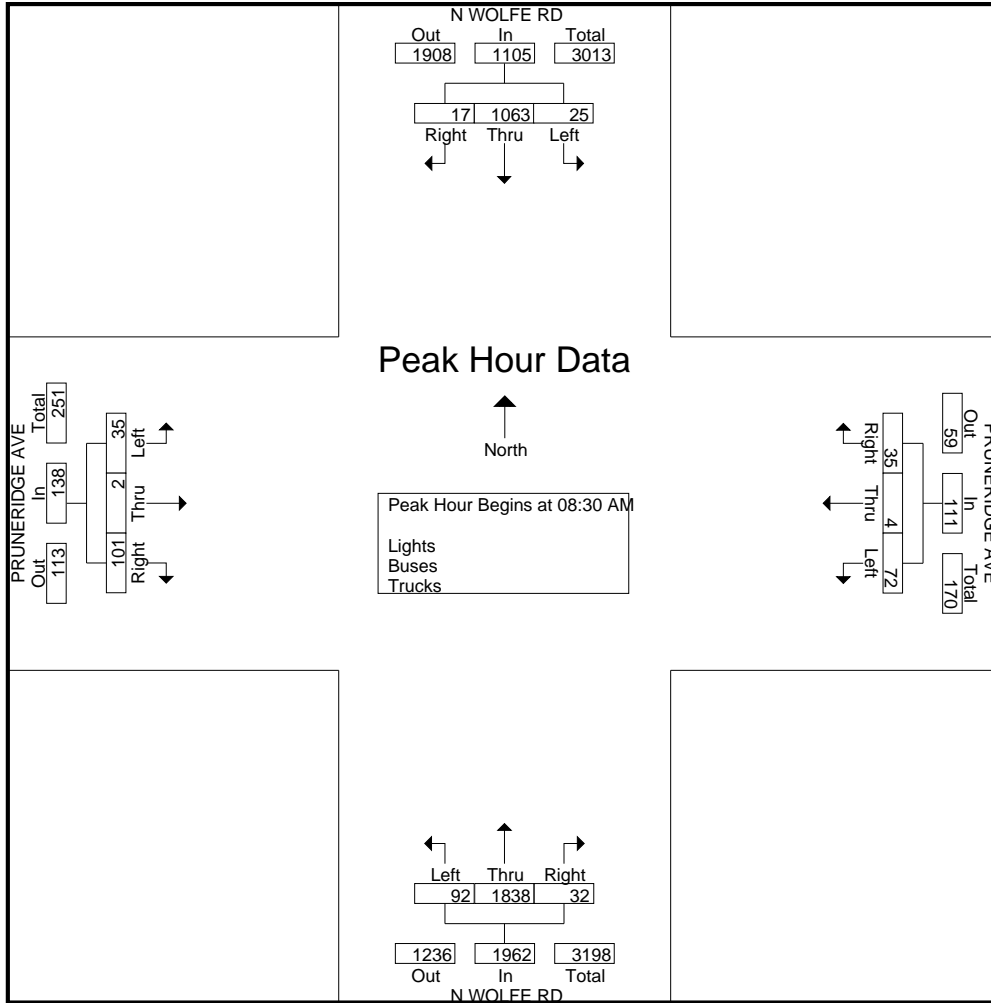 N WOLFE RD
Out In Total
1908 1105 3013
17 1063 25
Right Thru Left
Peak Hour Data
North
Peak Hour Begins at 08:30 AM
Lights
Buses
Trucks
PRUNERIDGE AVE
Total In Out
251 138 113
35 2 101
Left Thru Right
PRUNERIDGE AVE
Out In Total
59 111 170
35 4 72
Right Thru Left
Left Thru Right
92 1838 32
1236 1962 3198
Out In Total
N WOLFE RD